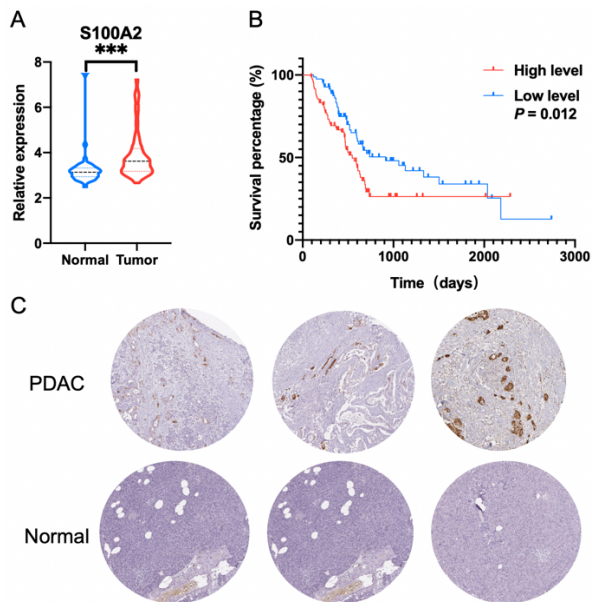 A
S100A2
***
Relative expression
8
6
4
2
0
Normal Tumor
B
Survival percentage (%)
100
50
0
0 1000 2000 3000
Time (days)
High level
Low level
P = 0.012
C
PDAC
Normal